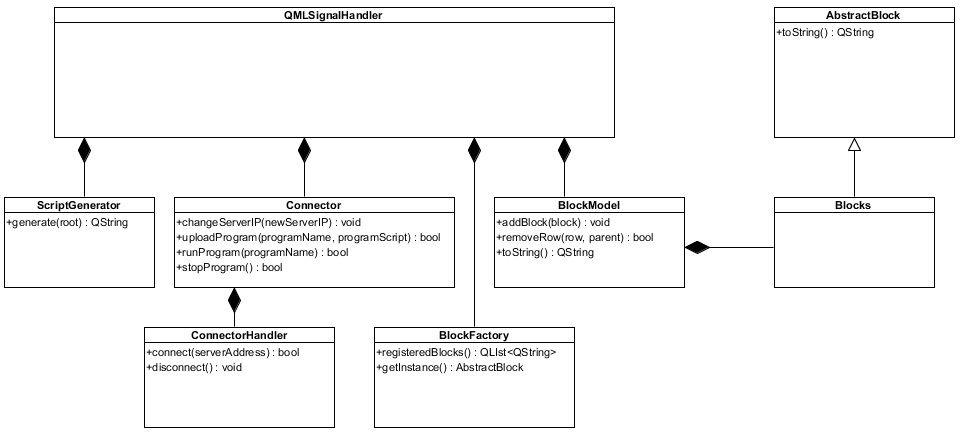 QMLSignalHandler
AbstractBlock
+toString() : QString
ScriptGenerator
+generate(root) : QString
Connector
+changeServerIP(newServerIP) : void
+uploadProgram(programName, programScript) : bool
+runProgram(programName) : bool
+stopProgram() : bool
BlockModel
+addBlock(block) : void
+removeRow(row, parent) : bool
+toString() : QString
Blocks
ConnectorHandler
+connect(serverAddress) : bool
+disconnect() : void
BlockFactory
+registeredBlocks() : QLIst<QString>
+getInstance() : AbstractBlock